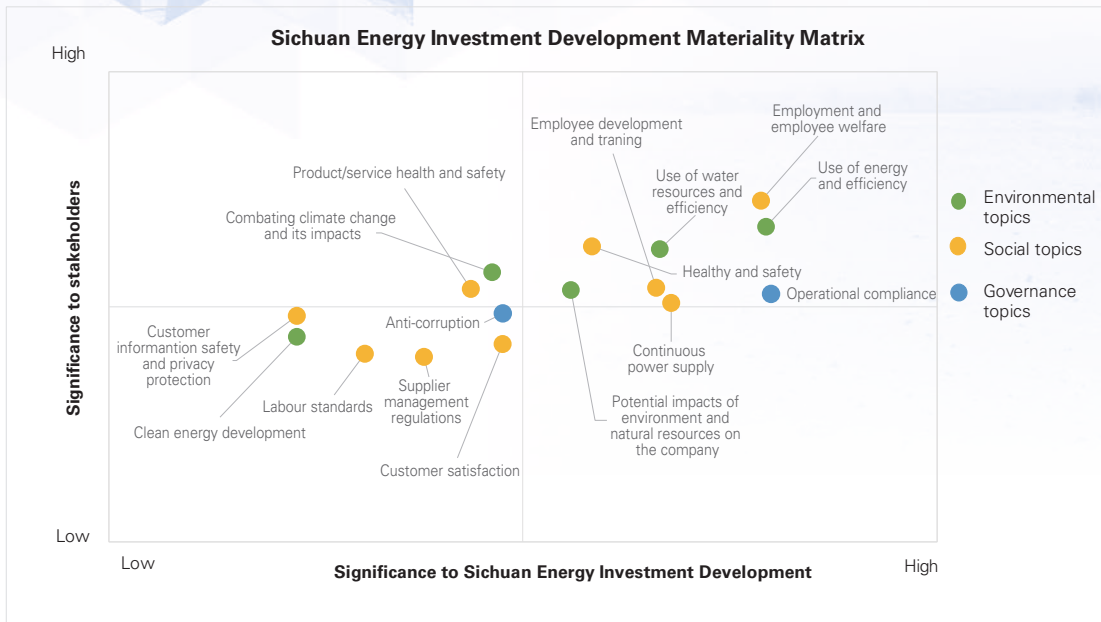 Sichuan Energy Investment Development Materiality Matrix
High
Significance to stakeholders
Low
Employee development
and traning
Employment and
employee welfare
Product/service health and safety
Use of water
resources and
efficiency
Use of energy
and efficiency
Combating climate change
and its impacts
Healthy and safety
Operational compliance
Anti-corruption
Customer
informantion safety
and privacy
protection
Continuous
power supply
Labour standards
Supplier
management
regulations
Potential impacts of
environment and
natural resources on
the company
Clean energy development
Customer satisfaction
Low
Significance to Sichuan Energy Investment Development
High
Environmental
topics
Social topics
Governance
topics